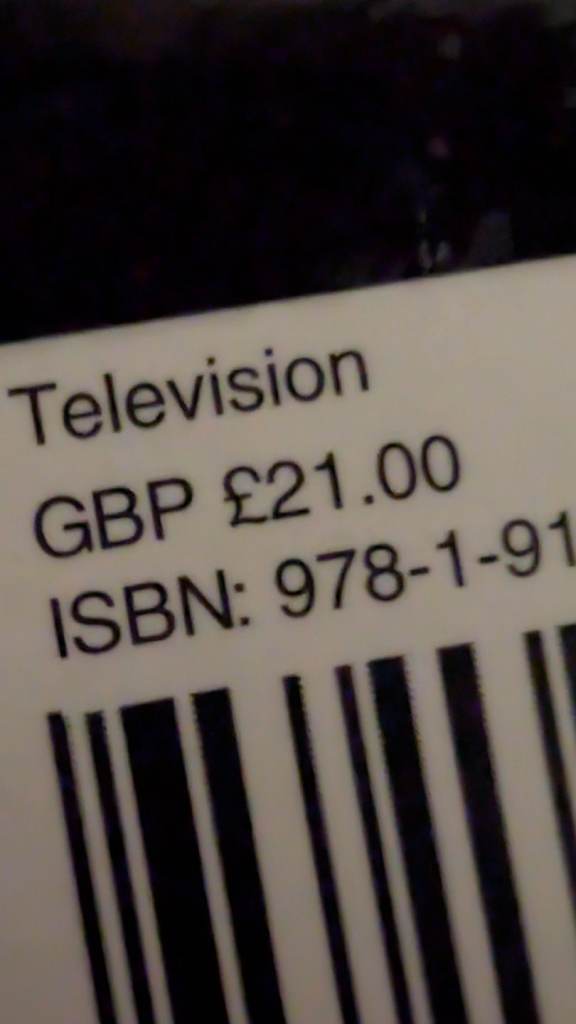 Television
GBP £21.00
ISBN: 978-1-91